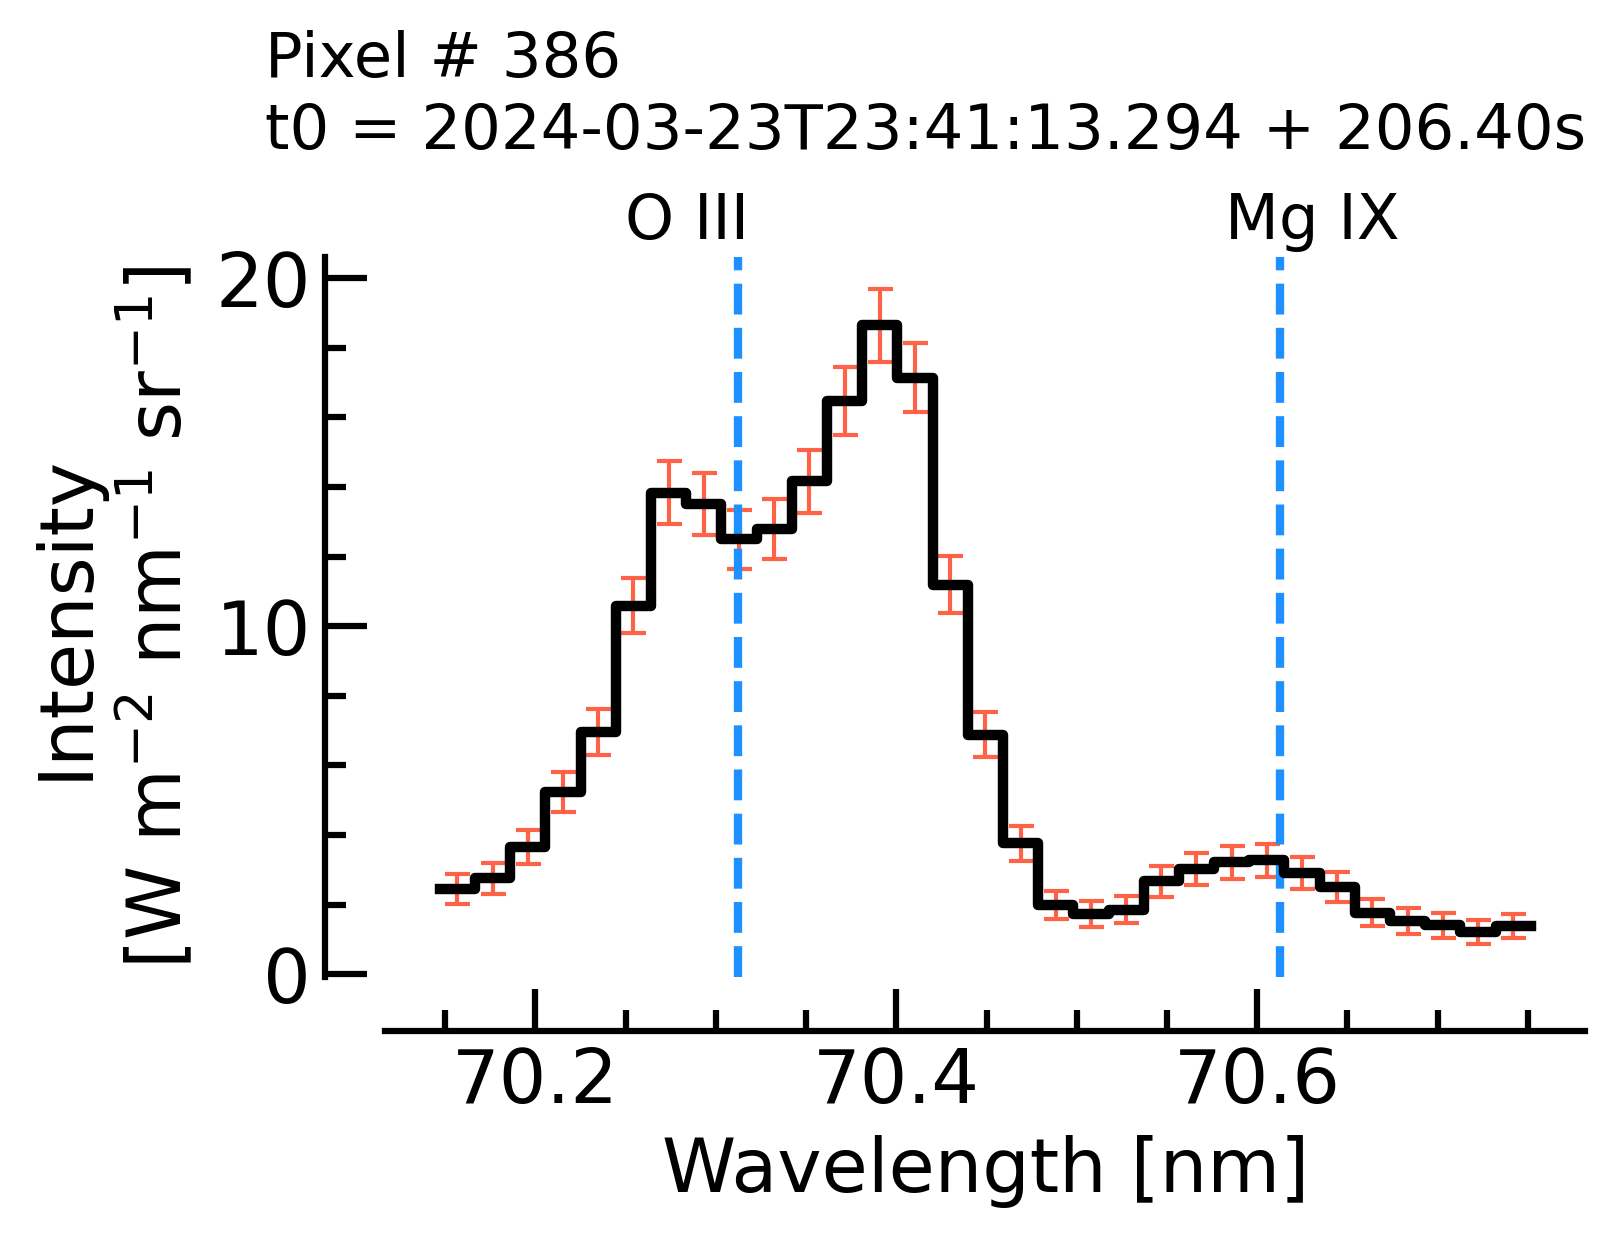 Pixel # 386
t0 = 2024-03-23T23:41:13.294 + 206.40s
O III
Mg IX
Intensity
[W m⁻² nm⁻¹ sr⁻¹]
20
10
0
70.2
70.4
70.6
Wavelength [nm]